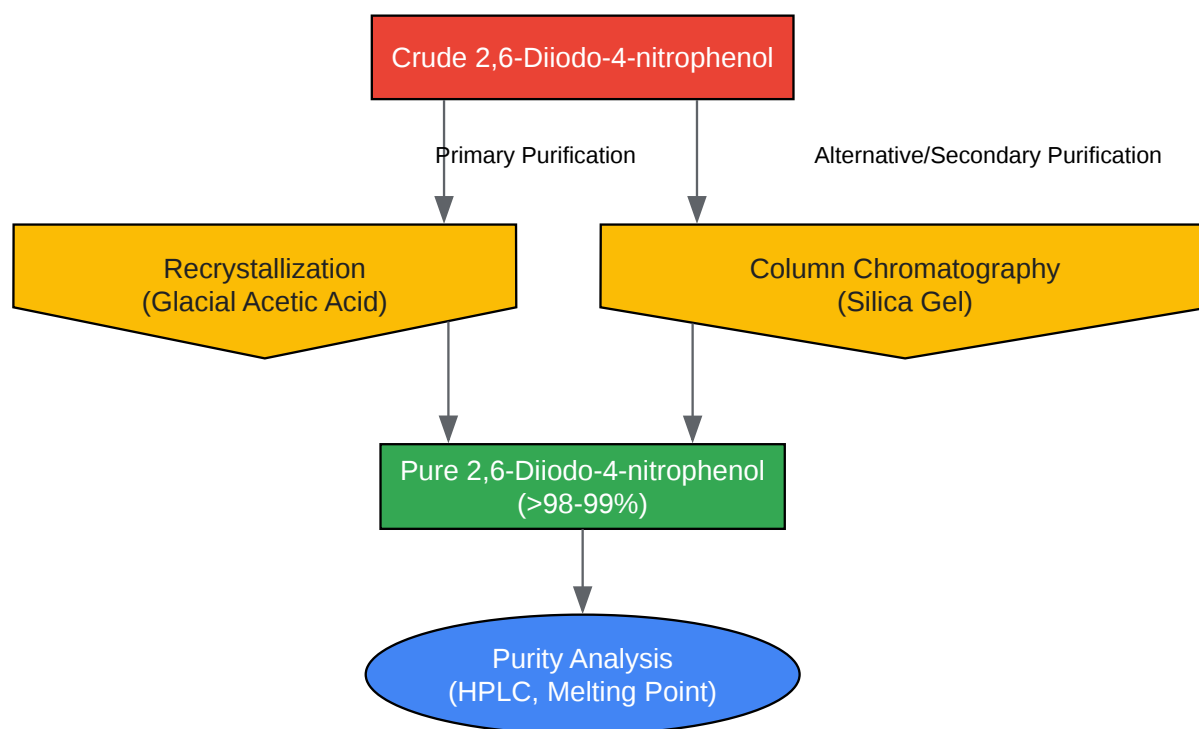 Crude 2,6-Diiodo-4-nitrophenol
Primary Purification
Alternative/Secondary Purification
Recrystallization
(Glacial Acetic Acid)
Column Chromatography
(Silica Gel)
Pure 2,6-Diiodo-4-nitrophenol
(>98-99%)
Purity Analysis
(HPLC, Melting Point)